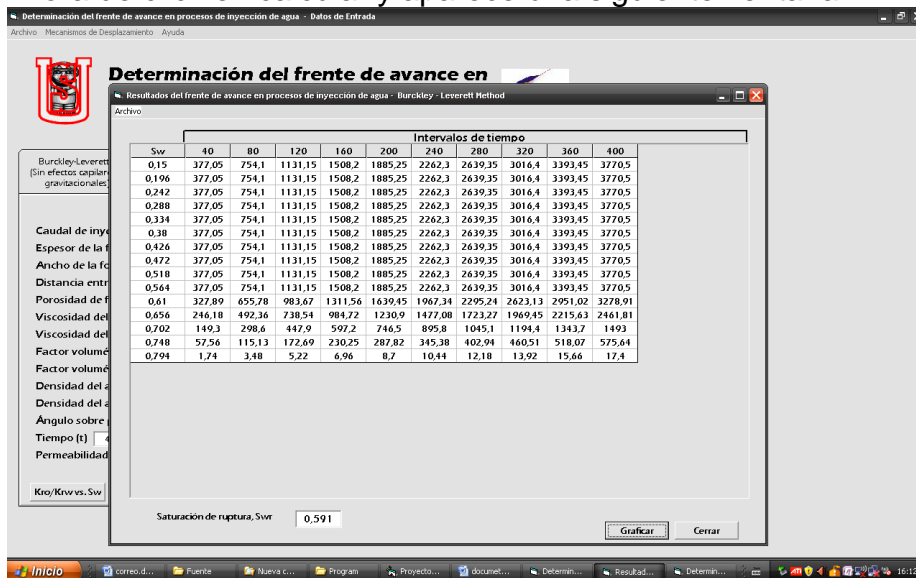 Determinación del frente de avance en procesos de inyección de agua - Datos de Entrada
Archivo Mecanismos de Desplazamiento Ayuda
Determinación del frente de avance en
Resultados del frente de avance en procesos de inyección de agua - Burckley - Leverett Method
Archivo
Intervalos de tiempo
Sw 40 80 120 160 200 240 280 320 360 400
0,15 377,05 754,1 1131,15 1508,2 1885,25 2262,3 2639,35 3016,4 3393,45 3770,5
0,196 377,05 754,1 1131,15 1508,2 1885,25 2262,3 2639,35 3016,4 3393,45 3770,5
0,242 377,05 754,1 1131,15 1508,2 1885,25 2262,3 2639,35 3016,4 3393,45 3770,5
0,288 377,05 754,1 1131,15 1508,2 1885,25 2262,3 2639,35 3016,4 3393,45 3770,5
0,334 377,05 754,1 1131,15 1508,2 1885,25 2262,3 2639,35 3016,4 3393,45 3770,5
0,38 377,05 754,1 1131,15 1508,2 1885,25 2262,3 2639,35 3016,4 3393,45 3770,5
0,426 377,05 754,1 1131,15 1508,2 1885,25 2262,3 2639,35 3016,4 3393,45 3770,5
0,472 377,05 754,1 1131,15 1508,2 1885,25 2262,3 2639,35 3016,4 3393,45 3770,5
0,518 377,05 754,1 1131,15 1508,2 1885,25 2262,3 2639,35 3016,4 3393,45 3770,5
0,564 377,05 754,1 1131,15 1508,2 1885,25 2262,3 2639,35 3016,4 3393,45 3770,5
0,61 327,89 655,78 983,67 1311,56 1639,45 1967,34 2295,24 2623,13 2951,02 3278,91
0,656 246,18 492,36 738,54 984,72 1230,9 1477,08 1723,27 1969,45 2215,63 2461,81
0,702 149,3 298,6 447,9 597,2 746,5 895,8 1045,1 1194,4 1343,7 1493
0,748 57,56 115,13 172,69 230,25 287,82 345,38 402,94 460,51 518,07 575,64
0,794 1,74 3,48 5,22 6,96 8,7 10,44 12,18 13,92 15,66 17,4
Burckley-Leverett
(Sin efectos capilar
gravitacionales)
Caudal de inye
Espesor de la f
Ancho de la fo
Distancia entr
Porosidad de f
Viscosidad del
Viscosidad del
Factor volumé
Factor volumé
Densidad del a
Densidad del a
Ángulo sobre
Tiempo (t) 4
Permeabilidad
Kro/Krw vs. Sw
Saturación de ruptura, Swr 0,591
Graficar Cerrar
Inicio correo.d... Fuente Nueva c... Program Proyecto... documet... Determin... Resultad... Determin... 16:12